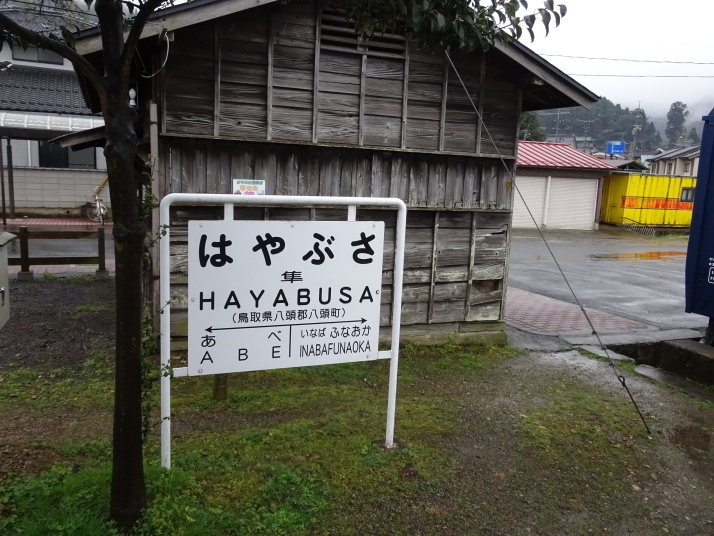 はやぶさ
隼
HAYABUSA
(鳥取県八頭郡八頭町)
あべ いなばふなおか
ABE INABAFUNAOKA